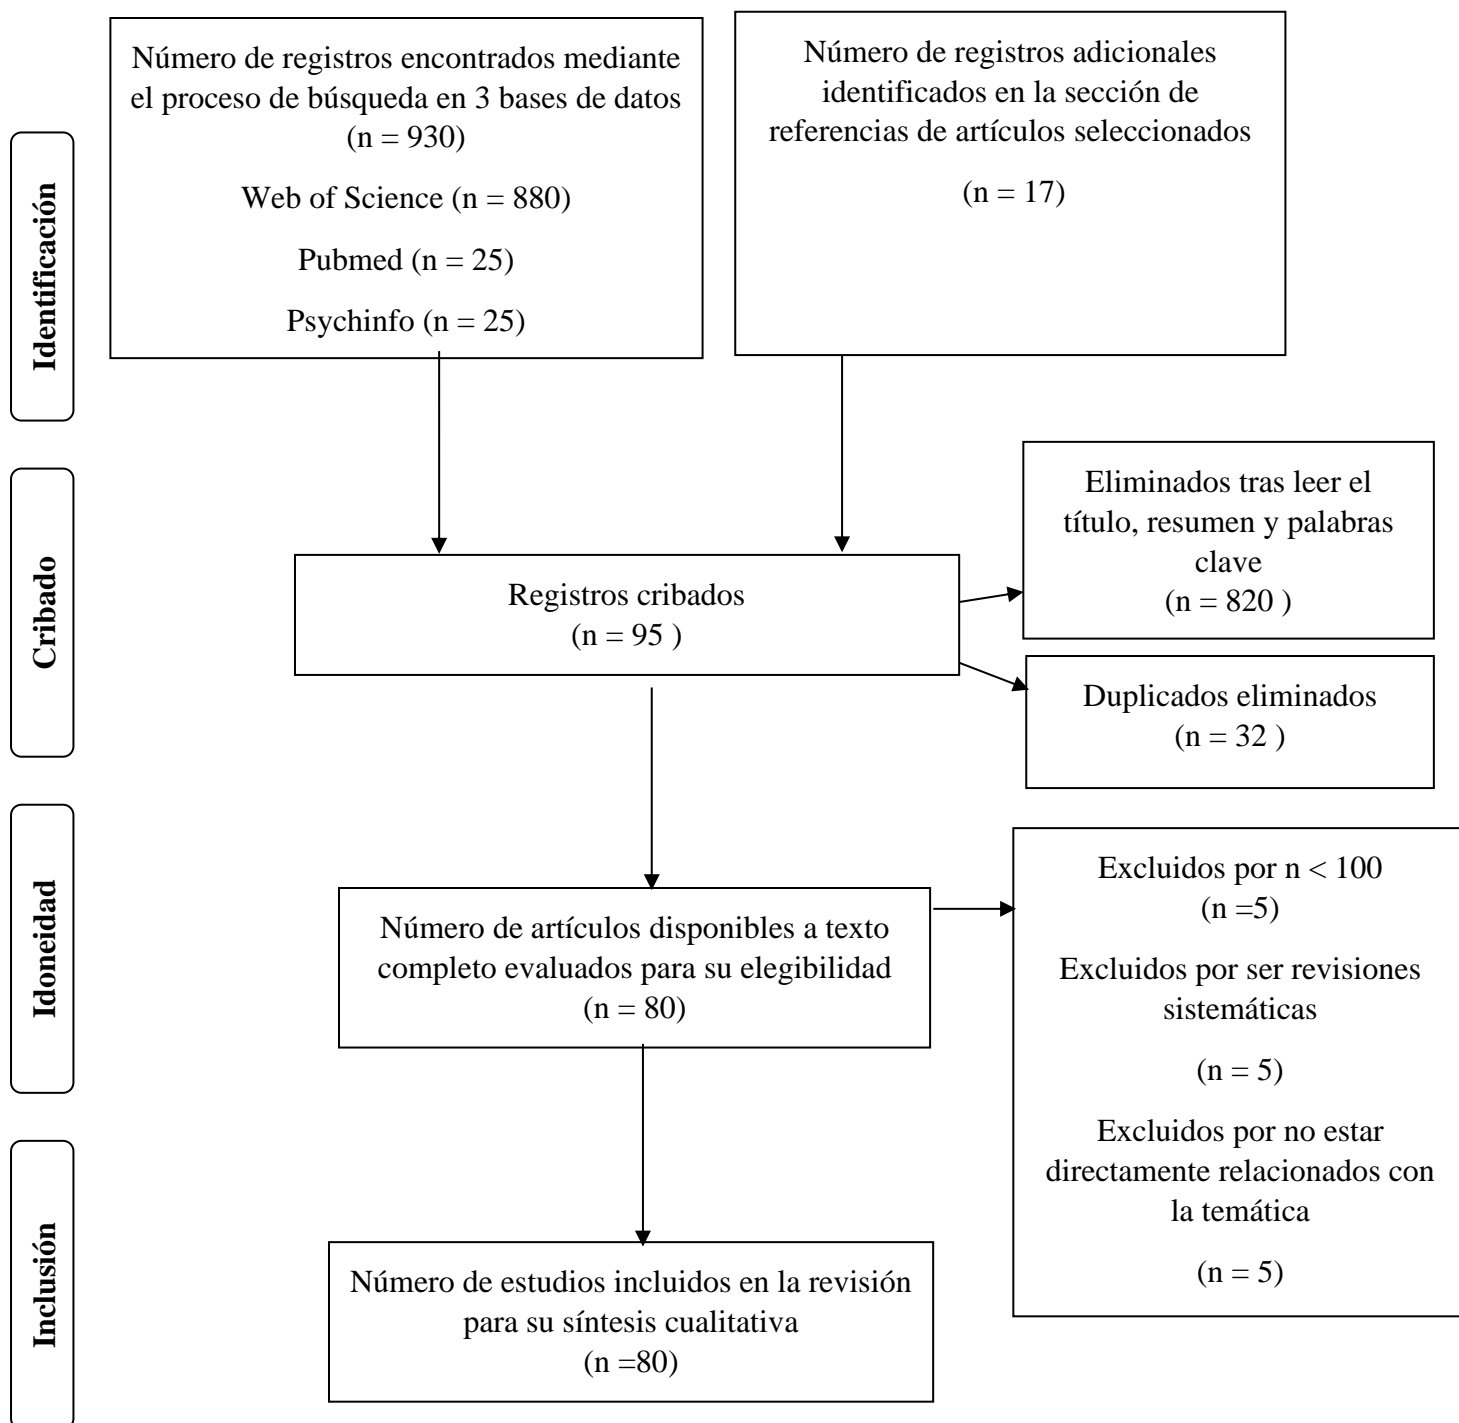 Número de registros encontrados mediante
el proceso de búsqueda en 3 bases de datos
(n = 930)
Web of Science (n = 880)
Pubmed (n = 25)
Psychinfo (n = 25)
Número de registros adicionales
identificados en la sección de
referencias de artículos seleccionados
(n = 17)
Identificación
Eliminados tras leer el
título, resumen y palabras
clave
(n = 820 )
Cribado
Registros cribados
(n = 95 )
Duplicados eliminados
(n = 32 )
Idoneidad
Número de artículos disponibles a texto
completo evaluados para su elegibilidad
(n = 80)
Excluidos por n < 100
(n =5)
Excluidos por ser revisiones
sistemáticas
(n = 5)
Excluidos por no estar
directamente relacionados con
la temática
(n = 5)
Inclusión
Número de estudios incluidos en la revisión
para su síntesis cualitativa
(n =80)